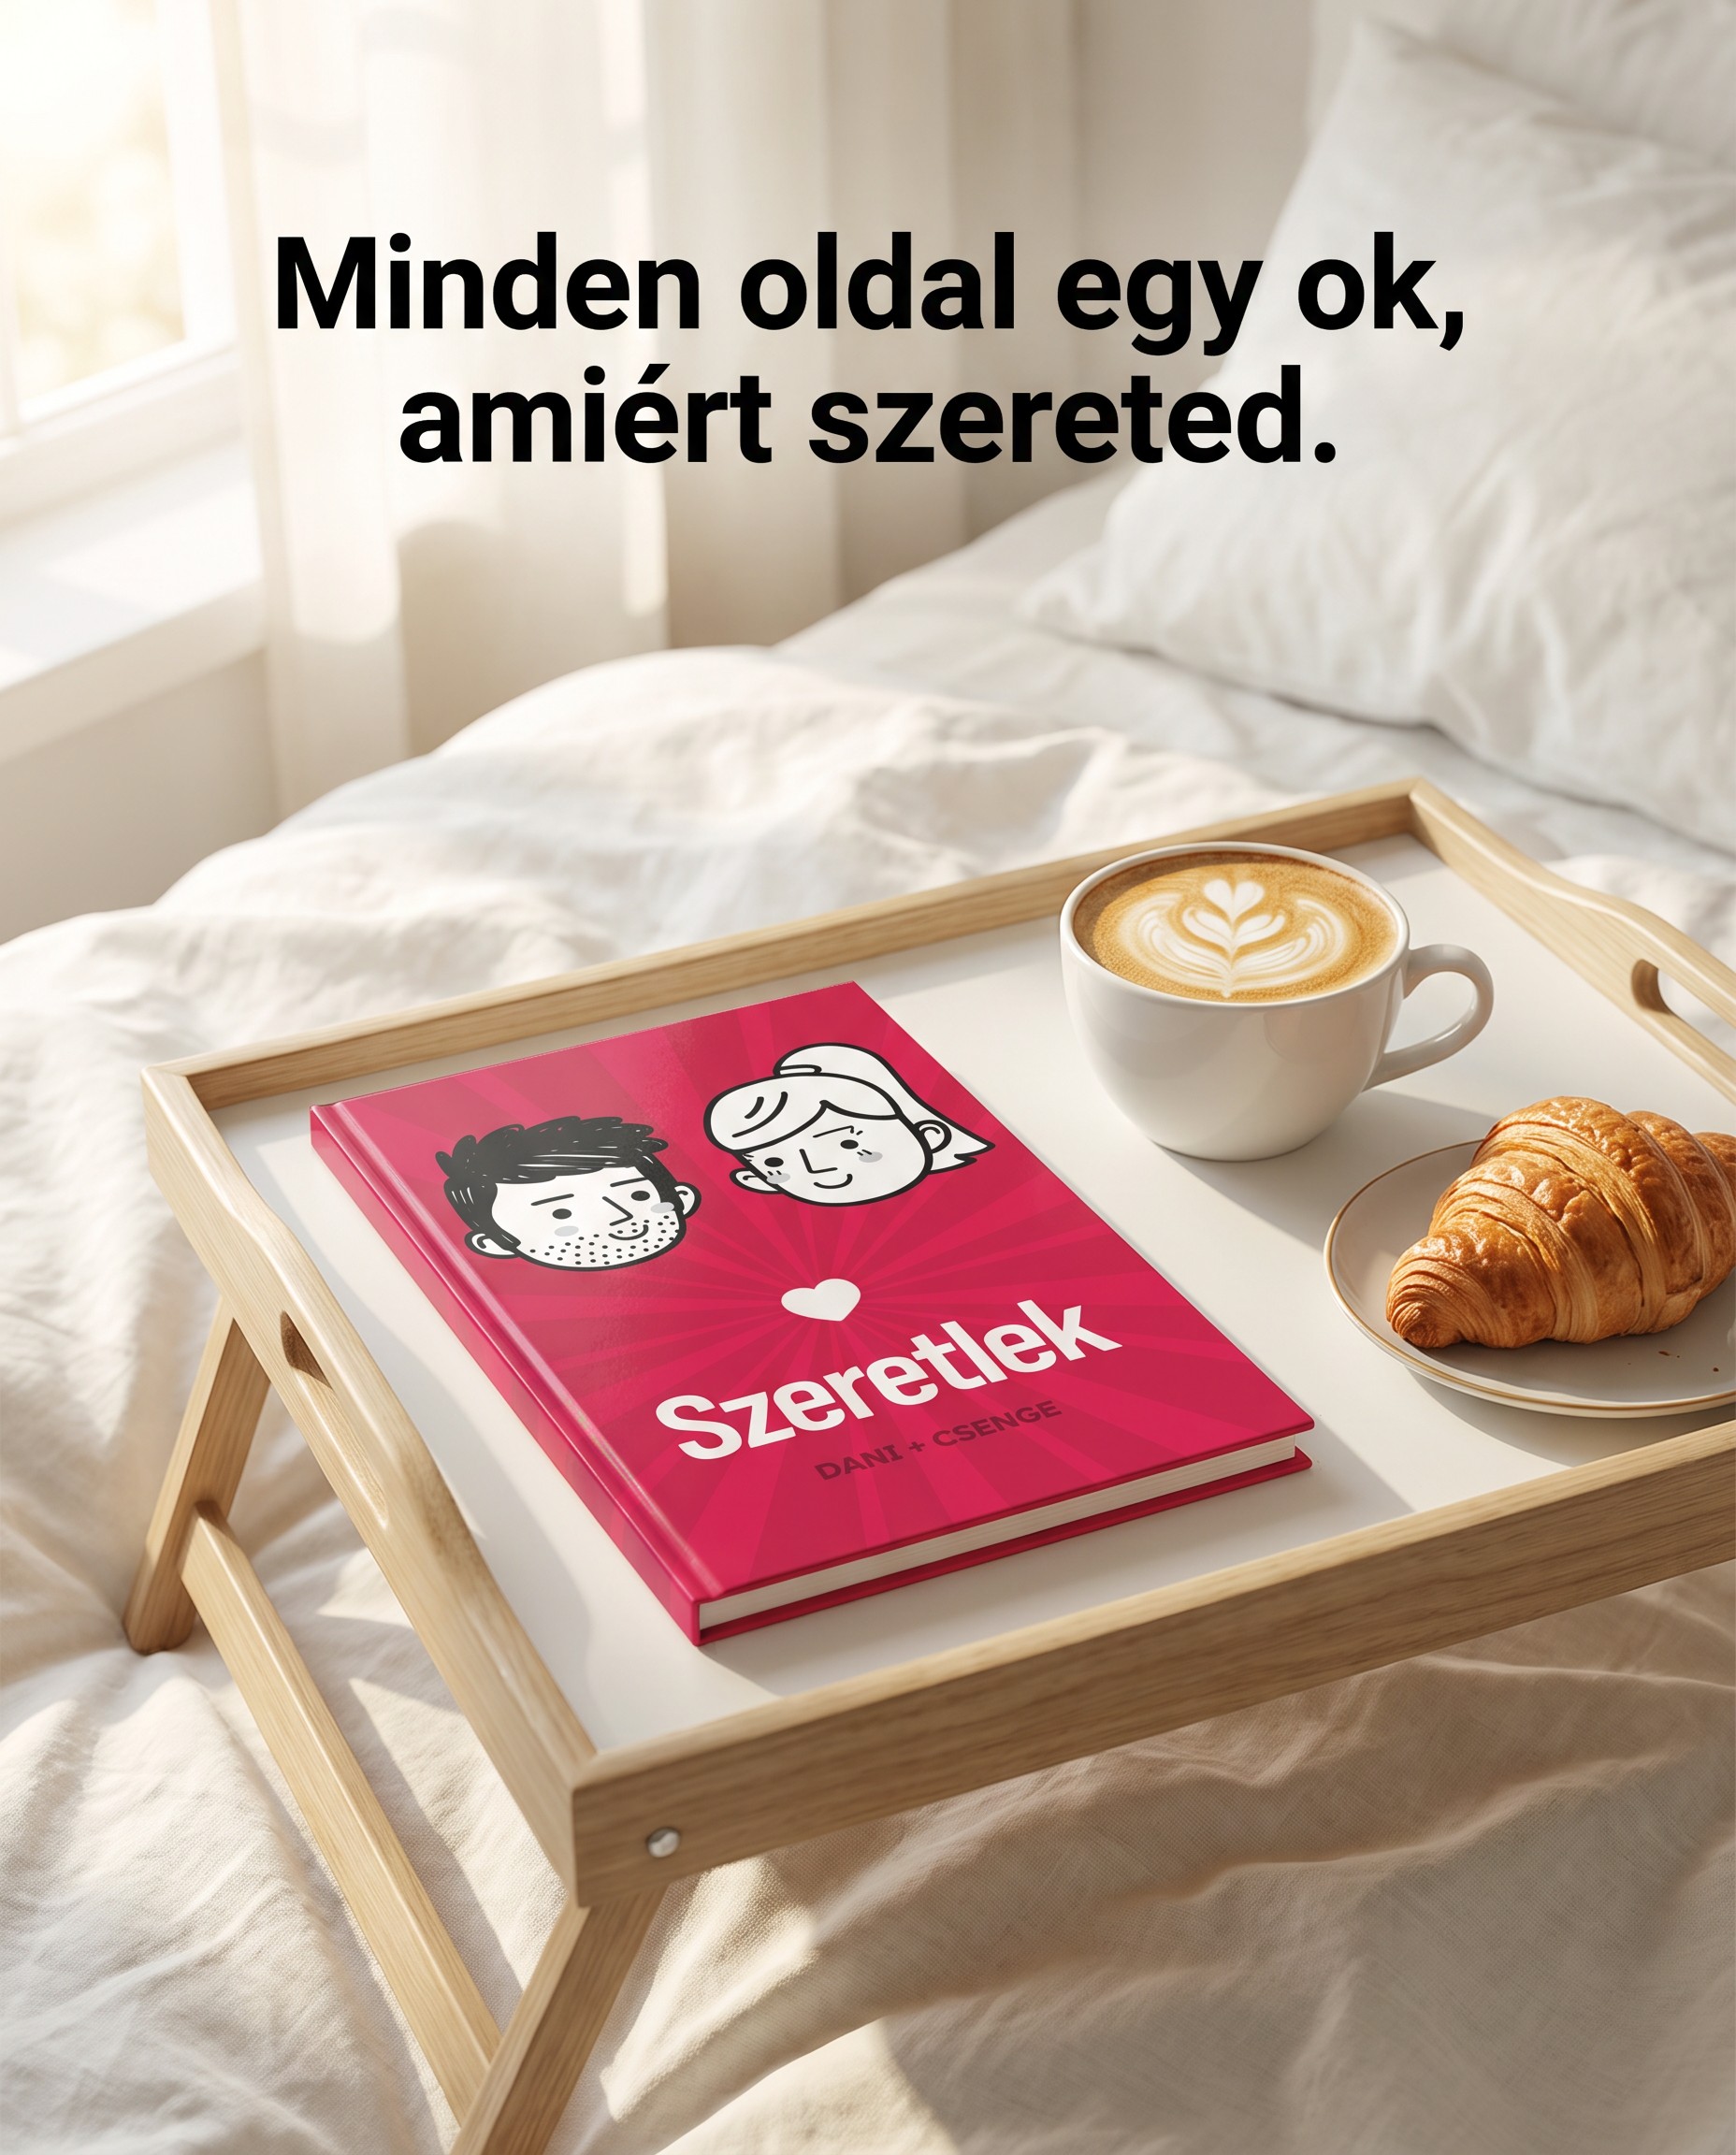 Minden oldal egy ok,
amiért szereted.
Szeretlek
DANI + CSENGE